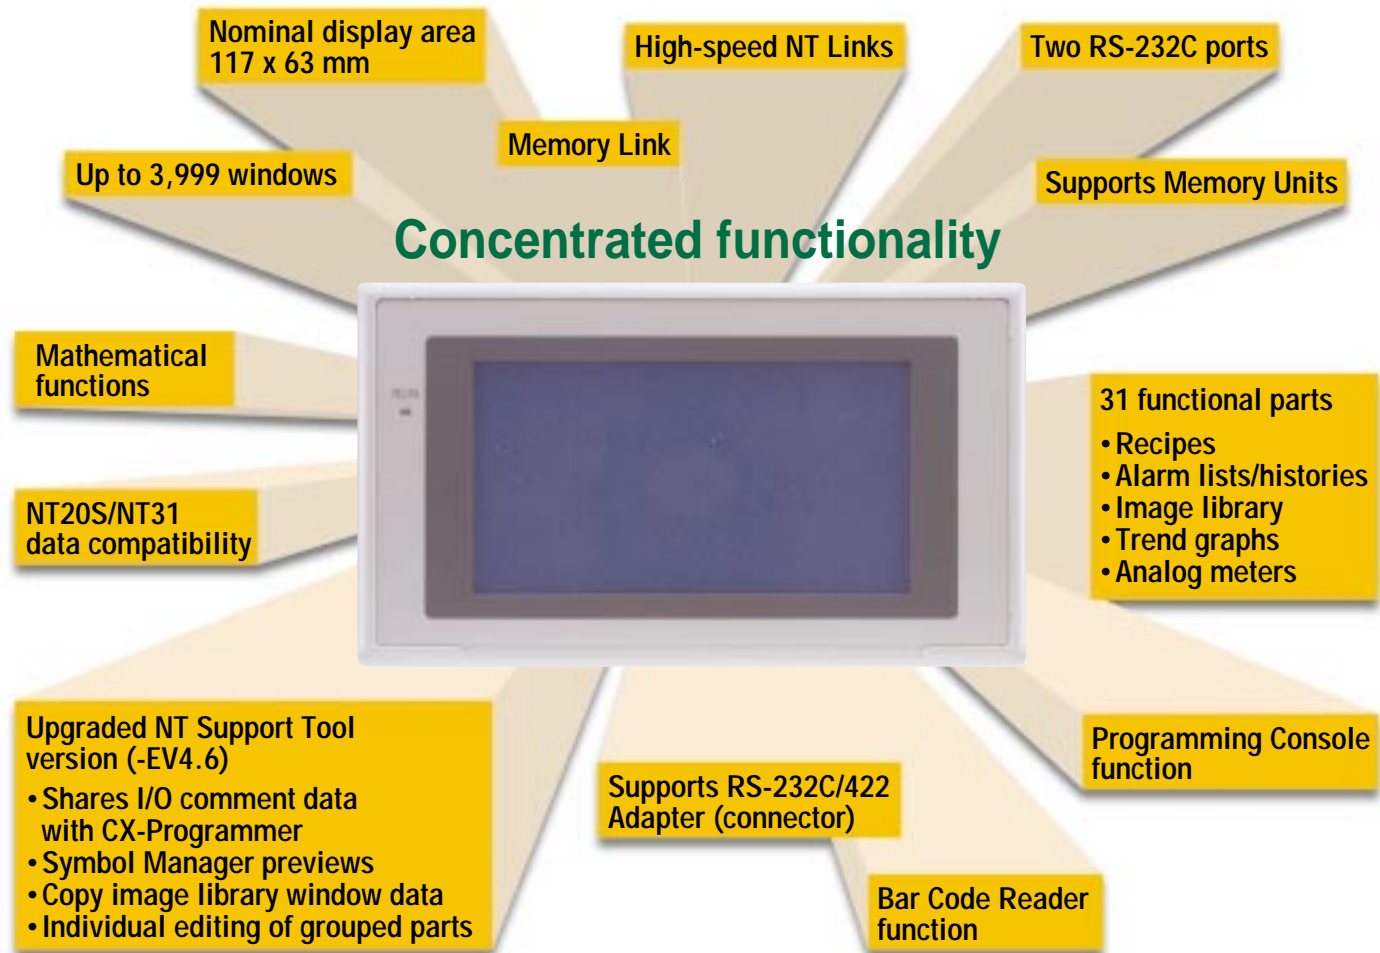 Nominal display area
117 x 63 mm
High-speed NT Links
Two RS-232C ports
Memory Link
Up to 3,999 windows
Supports Memory Units
Concentrated functionality
Mathematical
functions
31 functional parts
• Recipes
• Alarm lists/histories
• Image library
• Trend graphs
• Analog meters
NT20S/NT31
data compatibility
Upgraded NT Support Tool
version (-EV4.6)
• Shares I/O comment data
with CX-Programmer
• Symbol Manager previews
• Copy image library window data
• Individual editing of grouped parts
Programming Console
function
Supports RS-232C/422
Adapter (connector)
Bar Code Reader
function